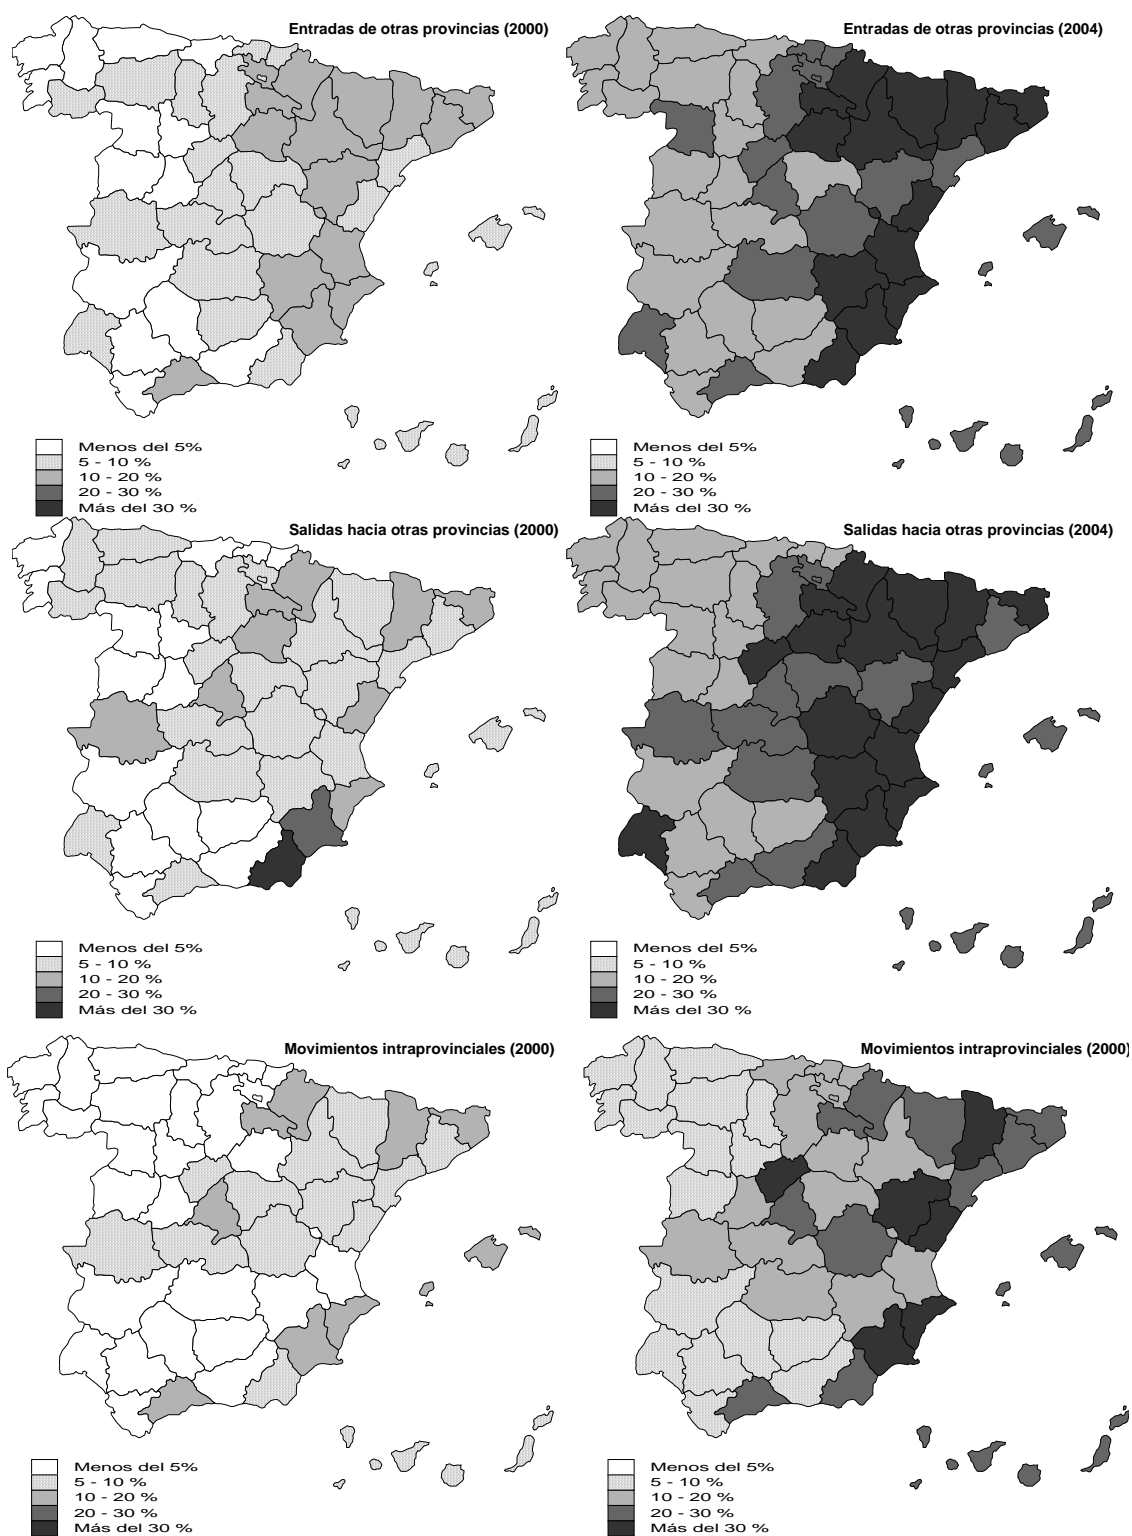 Entradas de otras provincias (2000)
Entradas de otras provincias (2004)
Menos del 5%
5 - 10 %
10 - 20 %
20 - 30 %
Más del 30 %
Menos del 5%
5 - 10 %
10 - 20 %
20 - 30 %
Más del 30 %
Salidas hacia otras provincias (2000)
Salidas hacia otras provincias (2004)
Menos del 5%
5 - 10 %
10 - 20 %
20 - 30 %
Más del 30 %
Menos del 5%
5 - 10 %
10 - 20 %
20 - 30 %
Más del 30 %
Movimientos intraprovinciales (2000)
Movimientos intraprovinciales (2000)
Menos del 5%
5 - 10 %
10 - 20 %
20 - 30 %
Más del 30 %
Menos del 5%
5 - 10 %
10 - 20 %
20 - 30 %
Más del 30 %